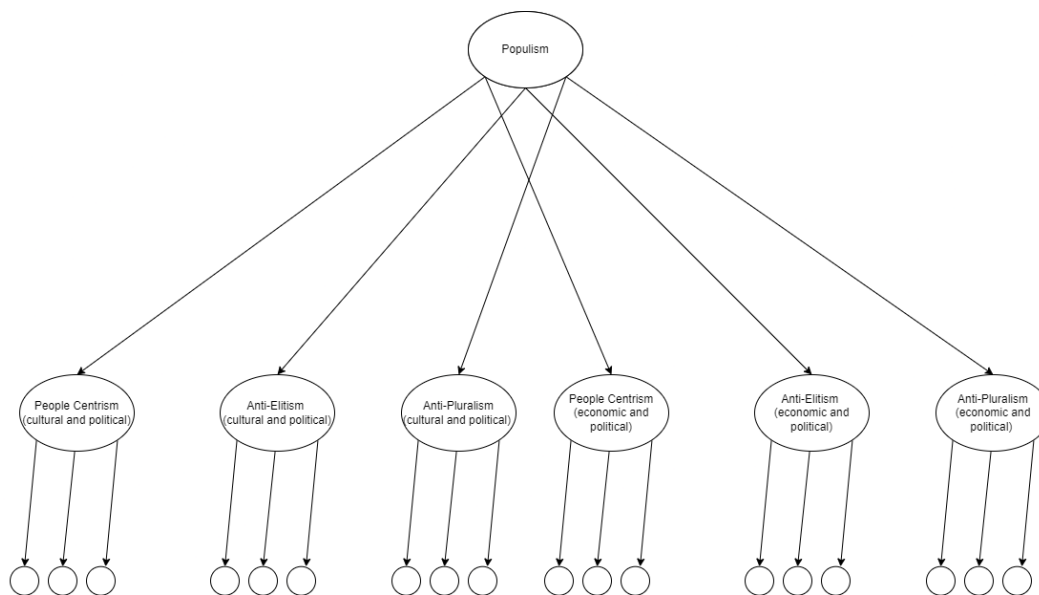 Populism
People Centrism
(cultural and political)
Anti-Elitism
(cultural and political)
Anti-Pluralism
(cultural and political)
People Centrism
(economic and
political)
Anti-Elitism
(economic and
political)
Anti-Pluralism
(economic and
political)